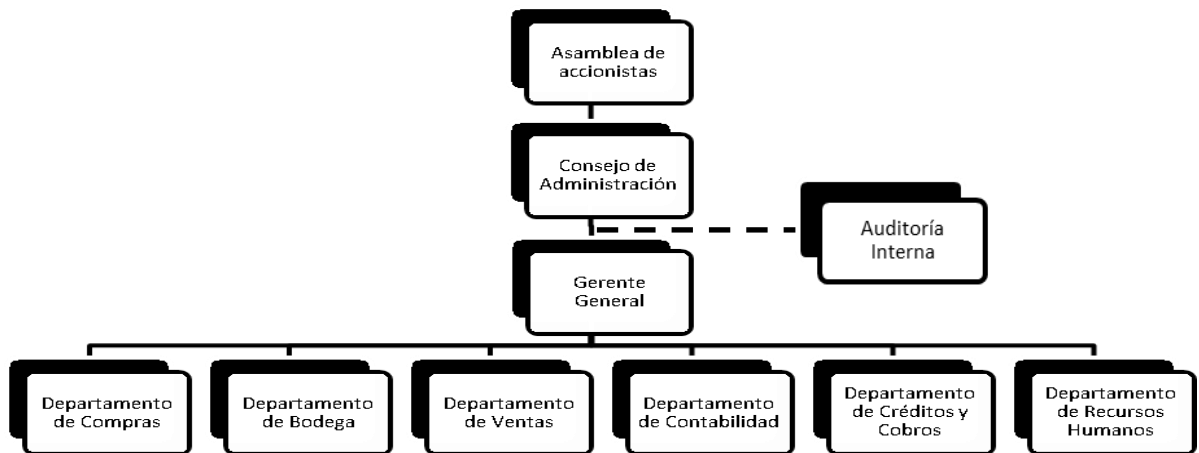 Asamblea de
accionistas
Consejo de
Administración
Auditoría
Interna
Gerente
General
Departamento
de Compras
Departamento
de Bodega
Departamento
de Ventas
Departamento
de Contabilidad
Departamento
de Créditos y
Cobros
Departamento
de Recursos
Humanos